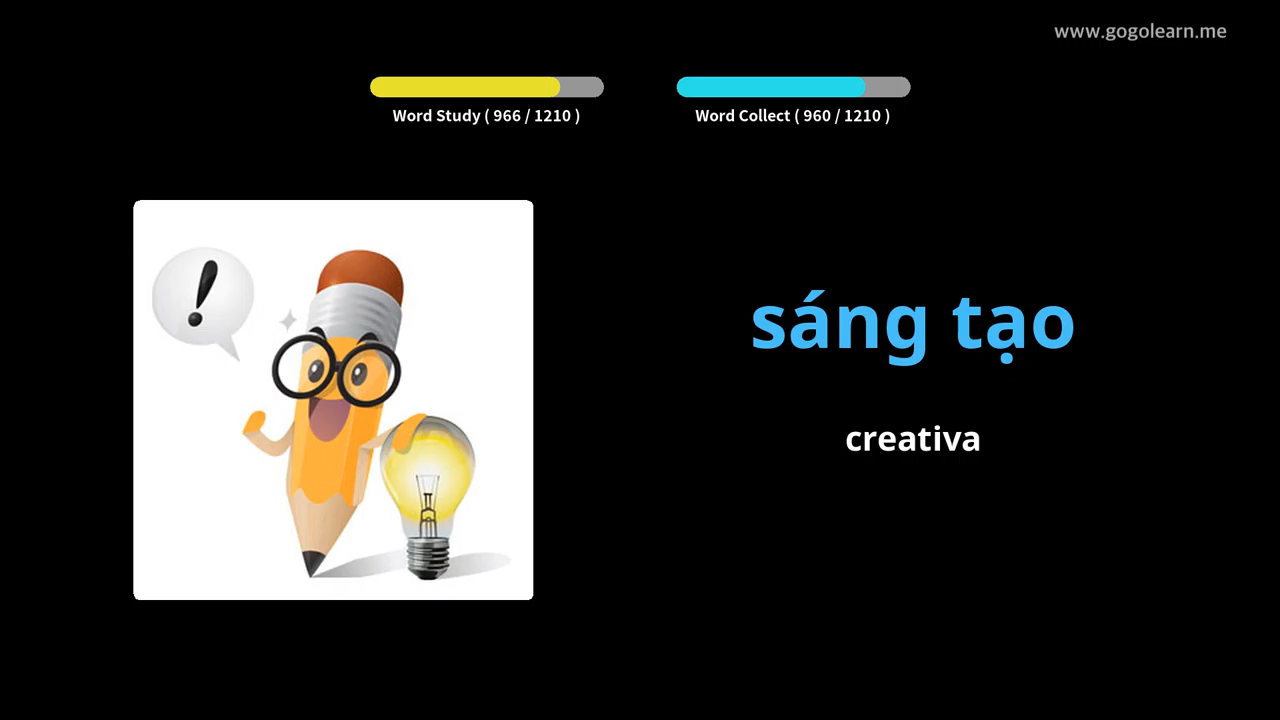 www.gogolearn.me
Word Study ( 966 / 1210 )
Word Collect ( 960 / 1210 )
!
sáng tạo
creativa